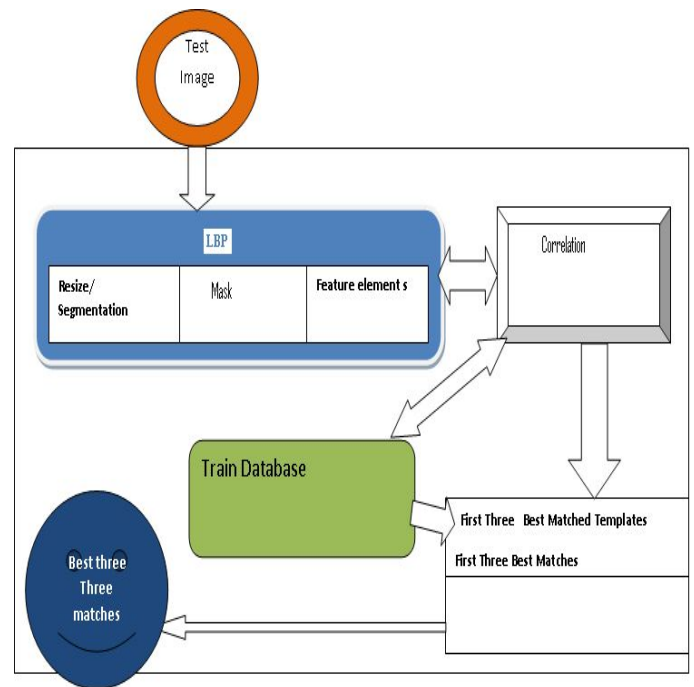 Test
Image
LBP
Resize/
Segmentation
Mask
Feature element s
Correlation
Train Database
First Three Best Matched Templates
First Three Best Matches
Best three
Three
matches